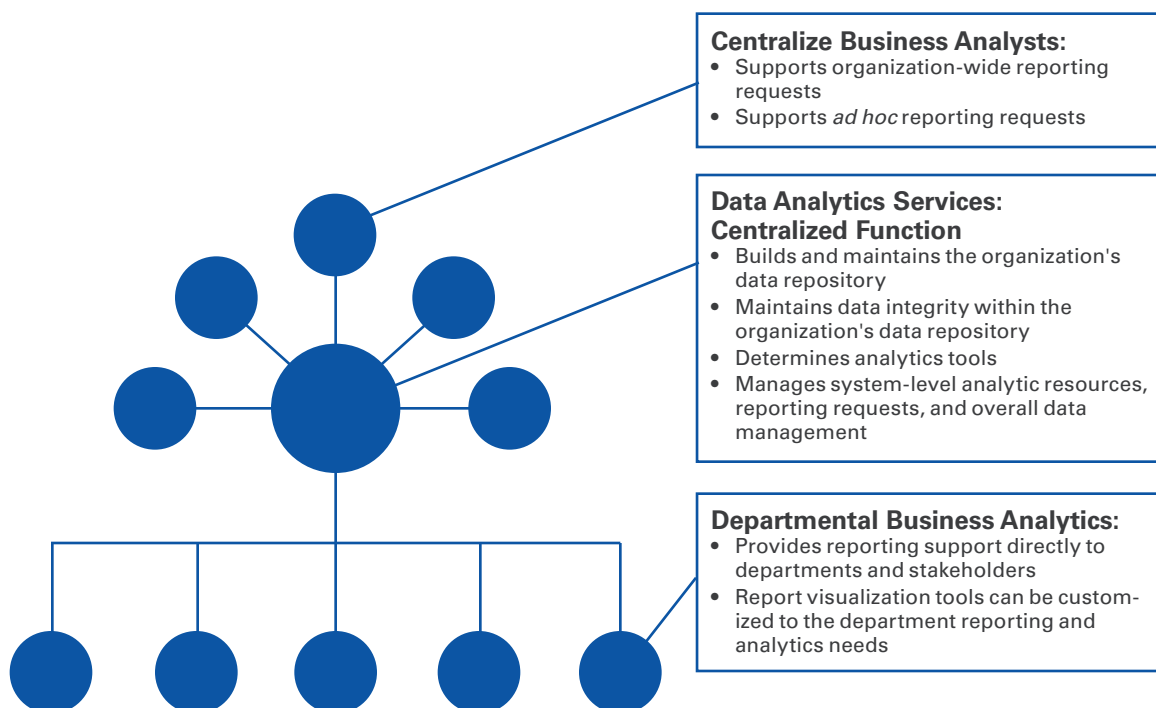 Centralize Business Analysts:
• Supports organization-wide reporting
requests
• Supports ad hoc reporting requests
Data Analytics Services:
Centralized Function
• Builds and maintains the organization's
data repository
• Maintains data integrity within the
organization's data repository
• Determines analytics tools
• Manages system-level analytic resources,
reporting requests, and overall data
management
Departmental Business Analytics:
• Provides reporting support directly to
departments and stakeholders
• Report visualization tools can be custom-
ized to the department reporting and
analytics needs